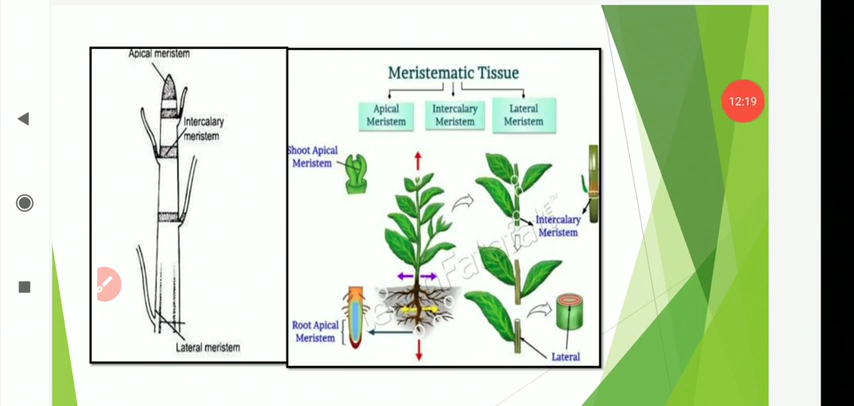 Apical meristem
Intercalary
meristem
Lateral meristem
Meristematic Tissue
Apical
Meristem
Intercalary
Meristem
Lateral
Meristem
Shoot Apical
Meristem
Intercalary
Meristem
Root Apical
Meristem
Lateral
12:19